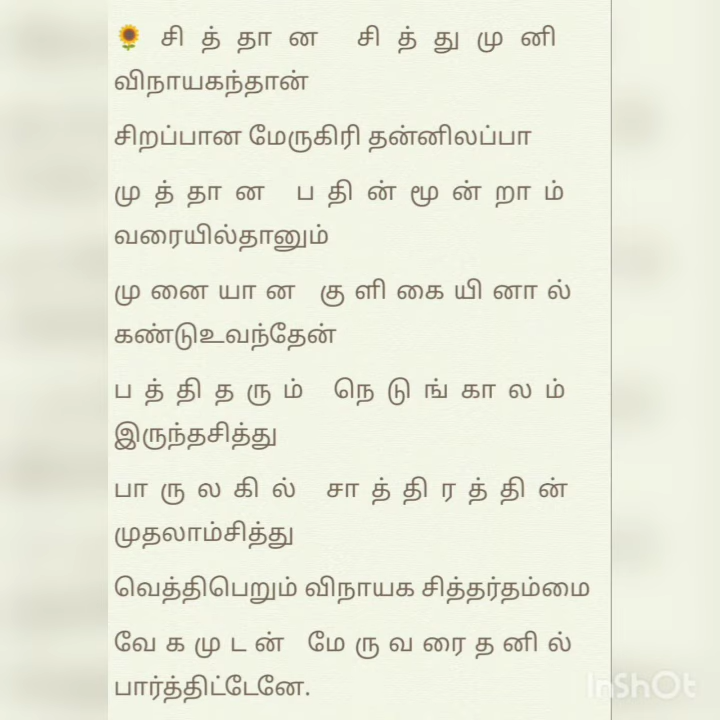 🌻 சித்தான சித்துமுனி
விநாயகந்தான்
சிறப்பான மேருகிரி தன்னிலப்பா
முத்தான பதின்மூன்றாம்
வரையில்தானும்
முனையான குளிகையினால்
கண்டுஉவந்தேன்
பத்திதரும் நெடுங்காலம்
இருந்தசித்து
பாருலகில் சாத்திரத்தின்
முதலாம்சித்து
வெத்திபெறும் விநாயக சித்தர்தம்மை
வேகமுடன் மேருவரைதனில்
பார்த்திட்டேனே.
InShOt